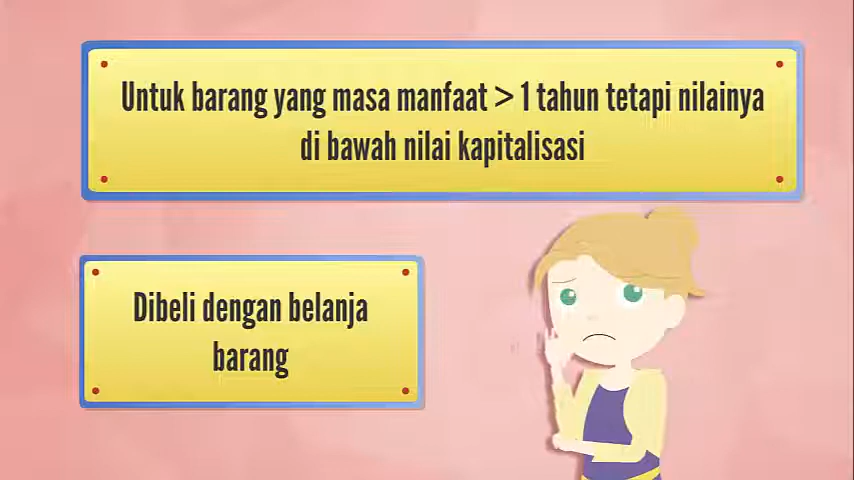 Untuk barang yang masa manfaat > 1 tahun tetapi nilainya
di bawah nilai kapitalisasi
Dibeli dengan belanja
barang